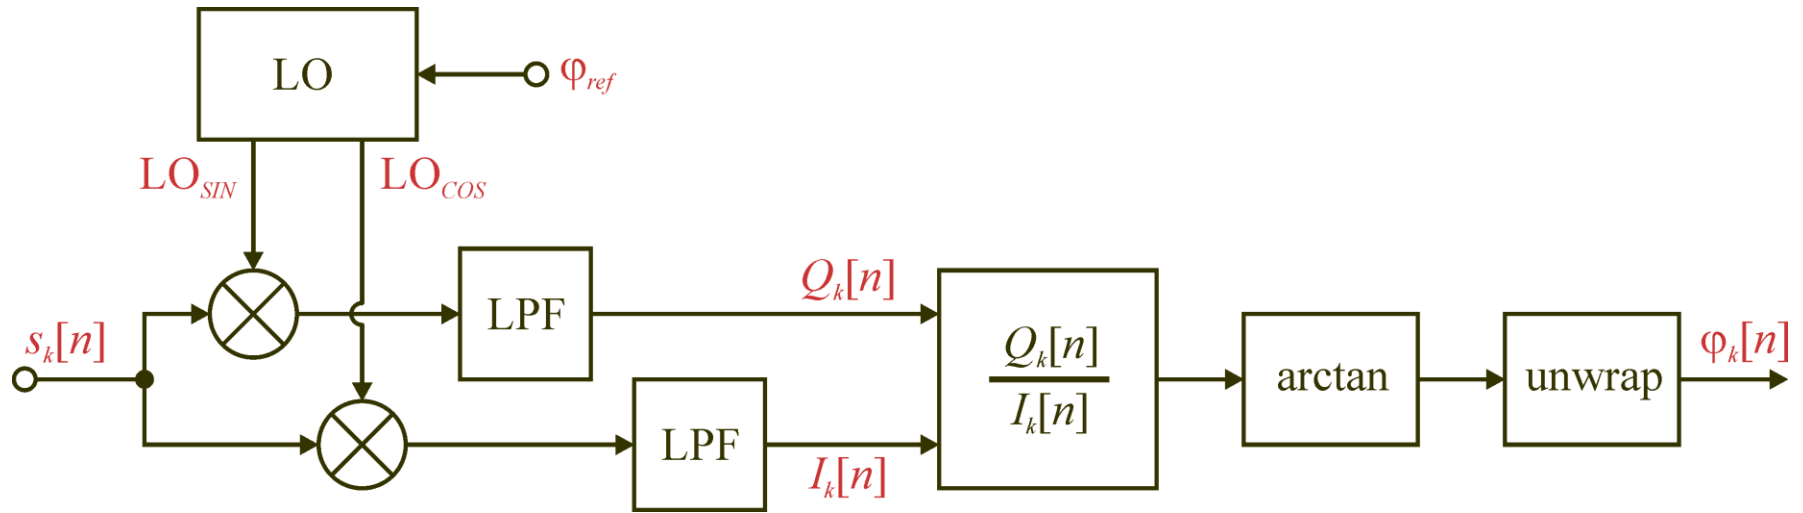 LO
φref
LOSIN
LOCOS
LPF
Qk[n]
sk[n]
Qk[n]
Ik[n]
arctan
unwrap
φk[n]
LPF
Ik[n]